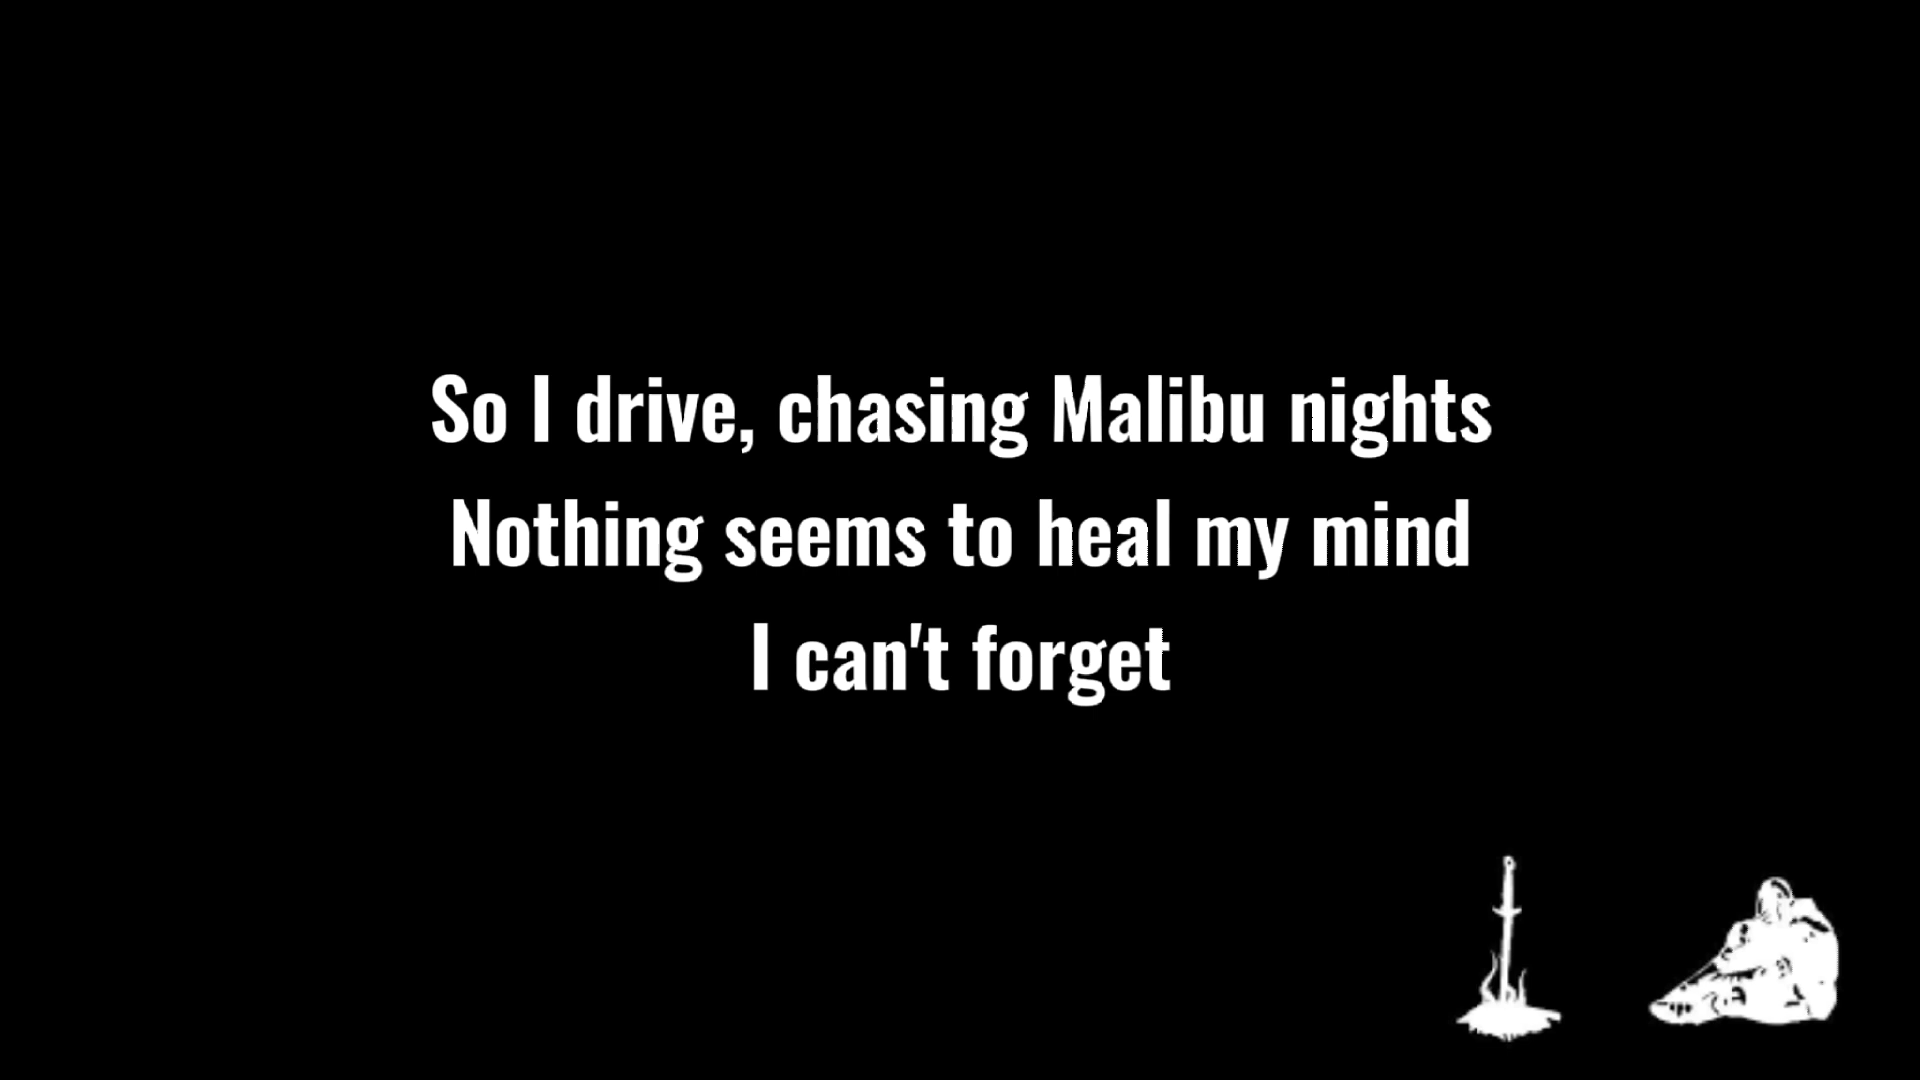 So I drive, chasing Malibu nights
Nothing seems to heal my mind
I can't forget